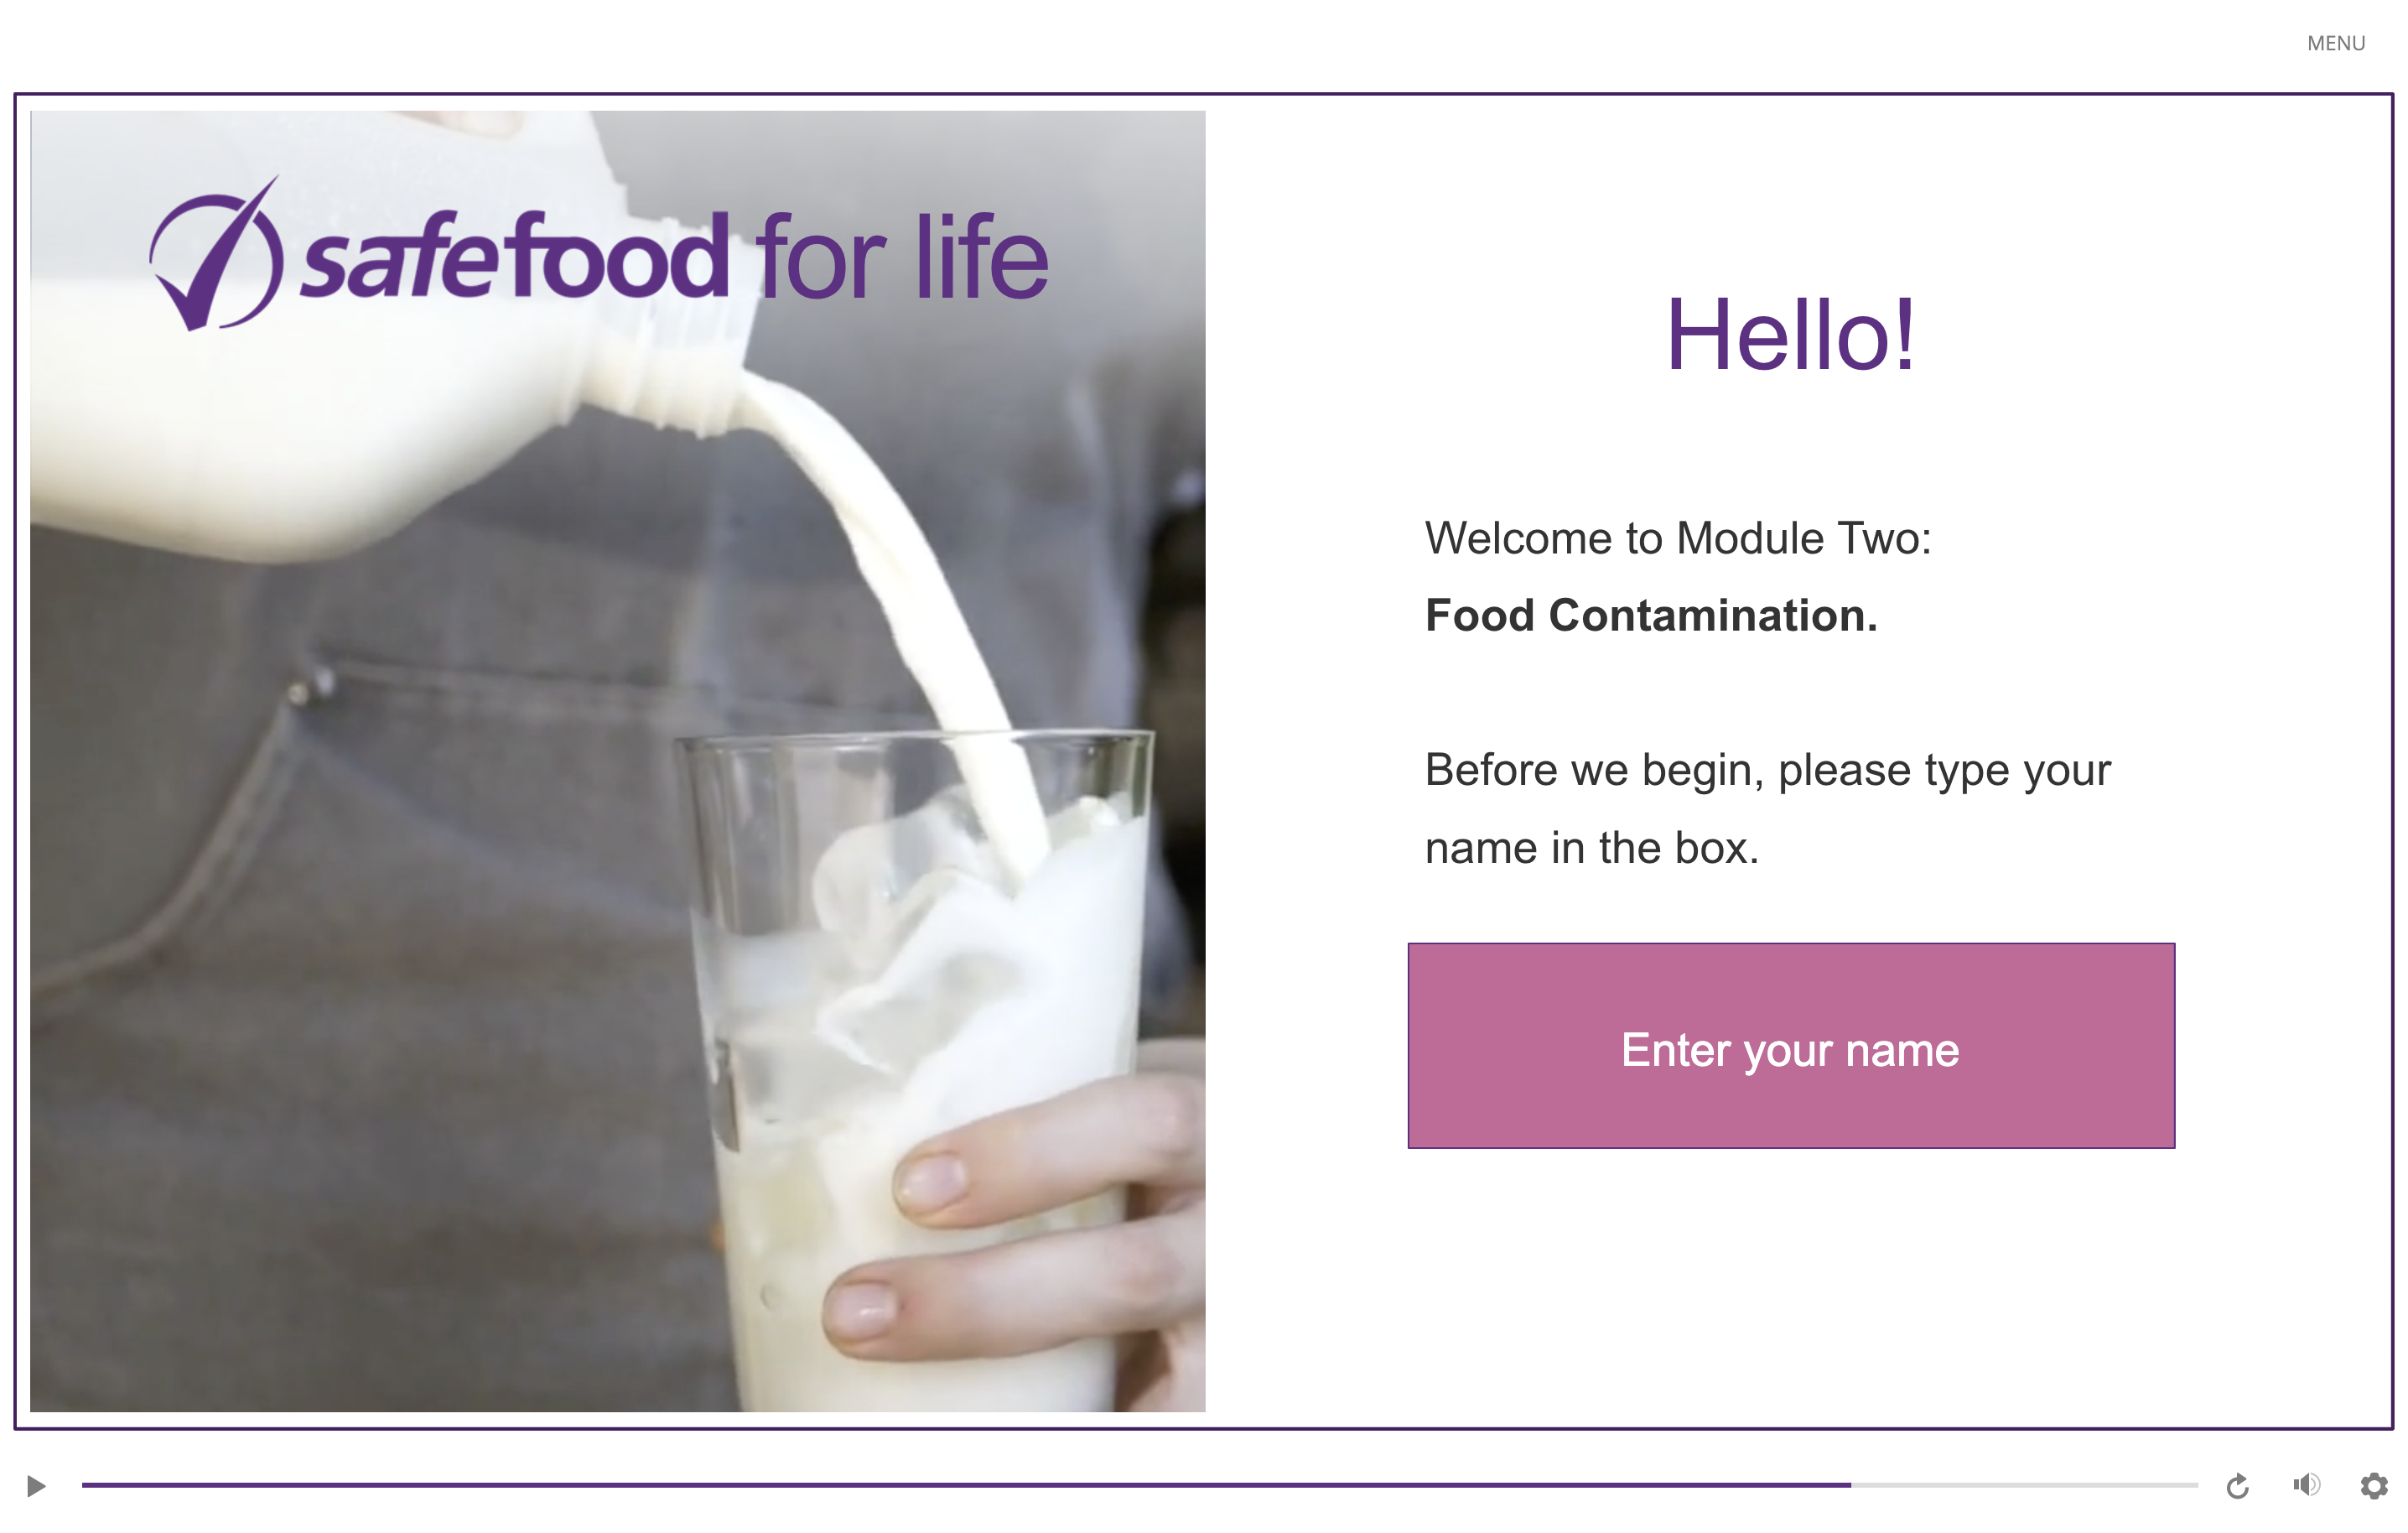 MENU
safefood for life
Hello!
Welcome to Module Two:
Food Contamination.
Before we begin, please type your
name in the box.
Enter your name